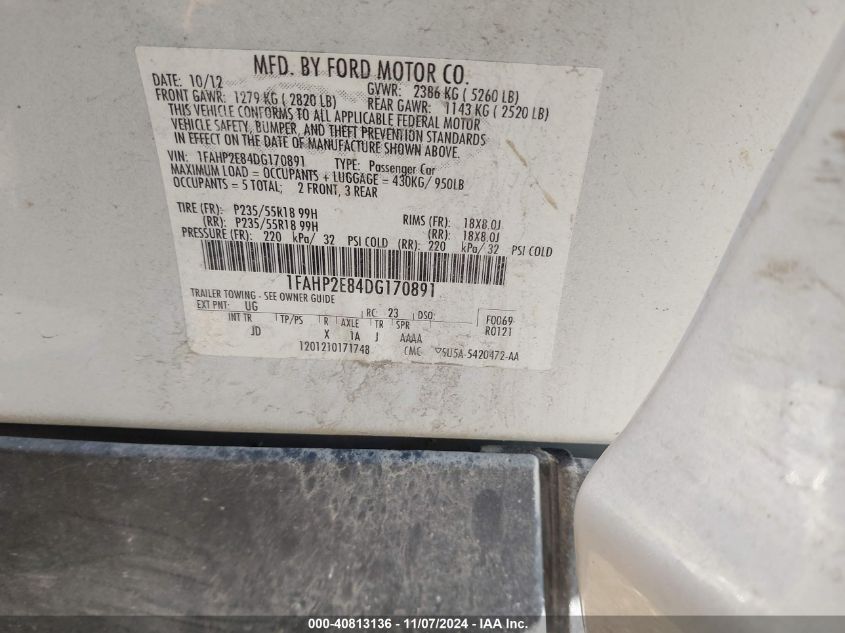 MFD. BY FORD MOTOR CO.
DATE: 10/12 GVWR: 2386 KG ( 5260 LB)
FRONT GAWR: 1279 KG ( 2820 LB) REAR GAWR: 1143 KG ( 2520 LB)
THIS VEHICLE CONFORMS TO ALL APPLICABLE FEDERAL MOTOR
VEHICLE SAFETY, BUMPER, AND THEFT PREVENTION STANDARDS
IN EFFECT ON THE DATE OF MANUFACTURE SHOWN ABOVE.
VIN: 1FAHP2E84DG170891 TYPE: Passenger Car
MAXIMUM LOAD = OCCUPANTS + LUGGAGE = 430KG/ 950LB
OCCUPANTS = 5 TOTAL; 2 FRONT, 3 REAR
TIRE (FR): P235/55R18 99H RIMS (FR): 18X8.0J
(RR): P235/55R18 99H (RR): 18X8.0J
PRESSURE (FR): 220 kPa/ 32 PSI COLD (RR): 220 kPa/ 32 PSI COLD
1FAHP2E84DG170891
TRAILER TOWING - SEE OWNER GUIDE
EXT PNT: UG RC: 23 DSO: F0069
INT TR TP/PS R AXLE TR SPR R0121
JD X 1A J AAAA
1201210171748 CMC 5U5A-5420472-AA
000-40813136 - 11/07/2024 - IAA Inc.